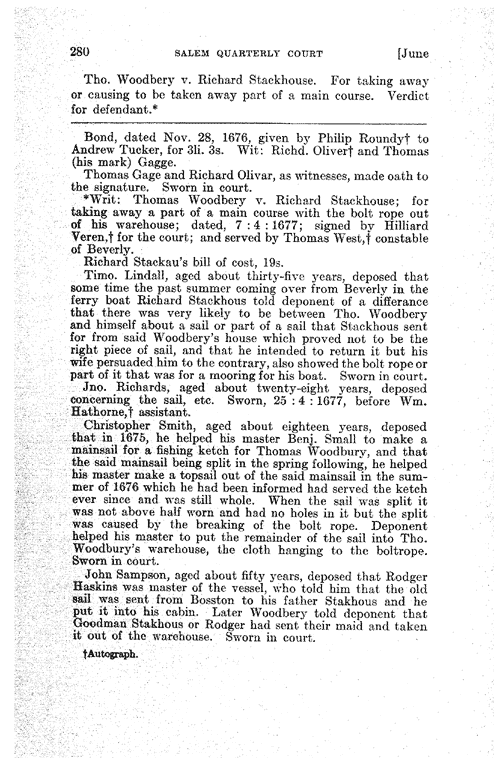 280 SALEM QUARTERLY COURT [June
Tho. Woodbery v. Richard Stackhouse. For taking away
or causing to be taken away part of a main course. Verdict
for defendant.*
Bond, dated Nov. 28, 1676, given by Philip Roundy† to
Andrew Tucker, for 3li. 3s. Wit: Richd. Oliver† and Thomas
(his mark) Gagge.
Thomas Gage and Richard Olivar, as witnesses, made oath to
the signature. Sworn in court.
*Writ: Thomas Woodbery v. Richard Stackhouse; for
taking away a part of a main course with the bolt rope out
of his warehouse; dated, 7 : 4 : 1677; signed by Hilliard
Veren,† for the court; and served by Thomas West,† constable
of Beverly.
Richard Stackau's bill of cost, 19s.
Timo. Lindall, aged about thirty-five years, deposed that
some time the past summer coming over from Beverly in the
ferry boat Richard Stackhous told deponent of a differance
that there was very likely to be between Tho. Woodbery
and himself about a sail or part of a sail that Stackhous sent
for from said Woodbery's house which proved not to be the
right piece of sail, and that he intended to return it but his
wife persuaded him to the contrary, also showed the bolt rope or
part of it that was for a mooring for his boat. Sworn in court.
Jno. Richards, aged about twenty-eight years, deposed
concerning the sail, etc. Sworn, 25 : 4 : 1677, before Wm.
Hathorne,† assistant.
Christopher Smith, aged about eighteen years, deposed
that in 1675, he helped his master Benj. Small to make a
mainsail for a fishing ketch for Thomas Woodbury, and that
the said mainsail being split in the spring following, he helped
his master make a topsail out of the said mainsail in the sum-
mer of 1676 which he had been informed had served the ketch
ever since and was still whole. When the sail was split it
was not above half worn and had no holes in it but the split
was caused by the breaking of the bolt rope. Deponent
helped his master to put the remainder of the sail into Tho.
Woodbury's warehouse, the cloth hanging to the boltrope.
Sworn in court.
John Sampson, aged about fifty years, deposed that Rodger
Haskins was master of the vessel, who told him that the old
sail was sent from Bosston to his father Stakhous and he
put it into his cabin. Later Woodbery told deponent that
Goodman Stakhous or Rodger had sent their maid and taken
it out of the warehouse. Sworn in court.
†Autograph.